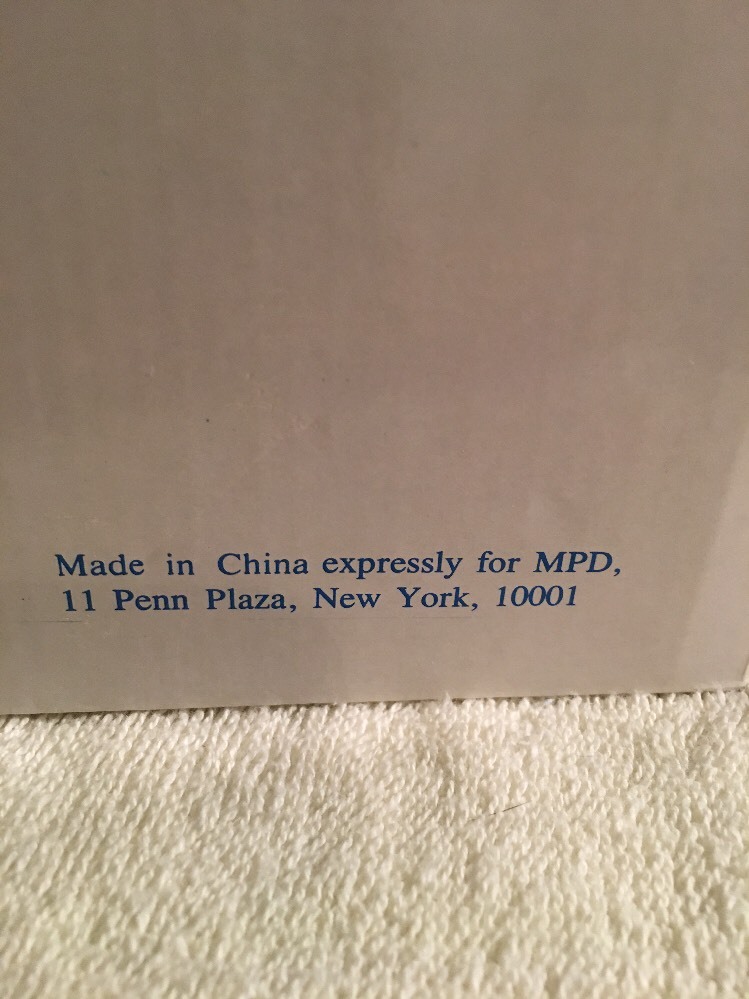 Made in China expressly for MPD,
11 Penn Plaza, New York, 10001